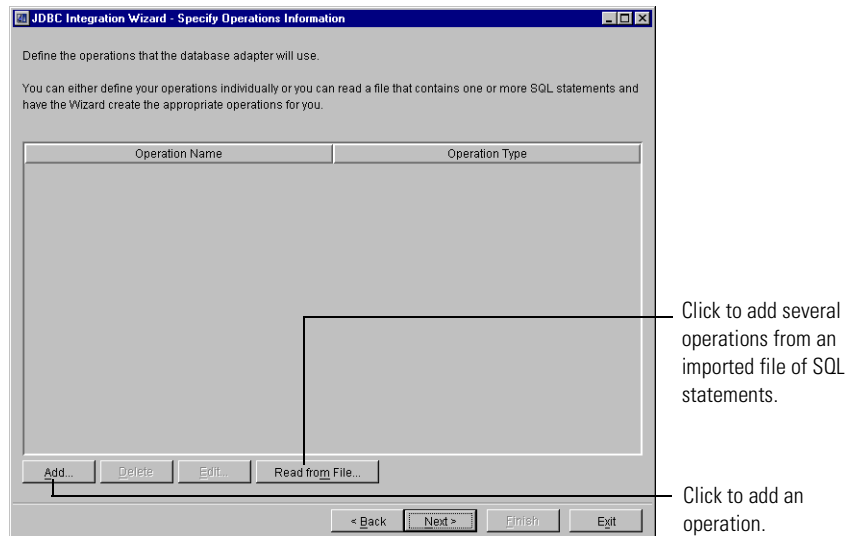 JDBC Integration Wizard - Specify Operations Information
Define the operations that the database adapter will use.
You can either define your operations individually or you can read a file that contains one or more SQL statements and
have the Wizard create the appropriate operations for you.
Operation Name Operation Type
Click to add several
operations from an
imported file of SQL
statements.
Add... Delete Edit... Read from File...
Click to add an
operation.
< Back Next > Finish Exit